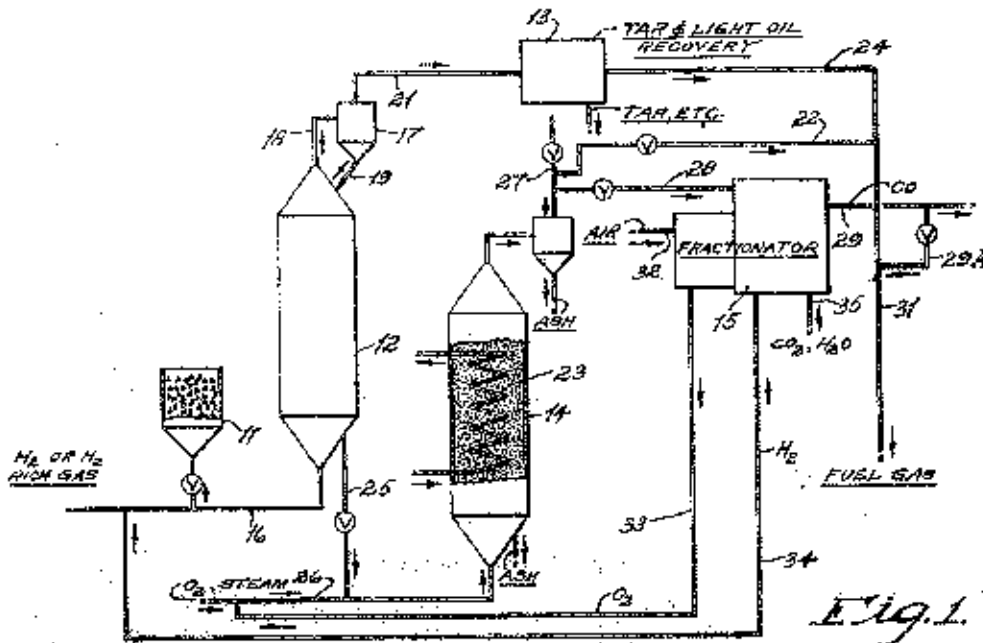 13
TAR & LIGHT OIL
RECOVERY
24
21
TAR, ETC.
18
17
22
19
27
28
CO
AIR
32
FRACTIONATOR
29
29A
ASH
15
35
31
CO2, H2O
12
23
14
11
H2 OR H2
RICH GAS
H2
FUEL GAS
25
16
33
34
ASH
O2
STEAM
26
O2
Fig. 1.
V
V
V
V
V
V